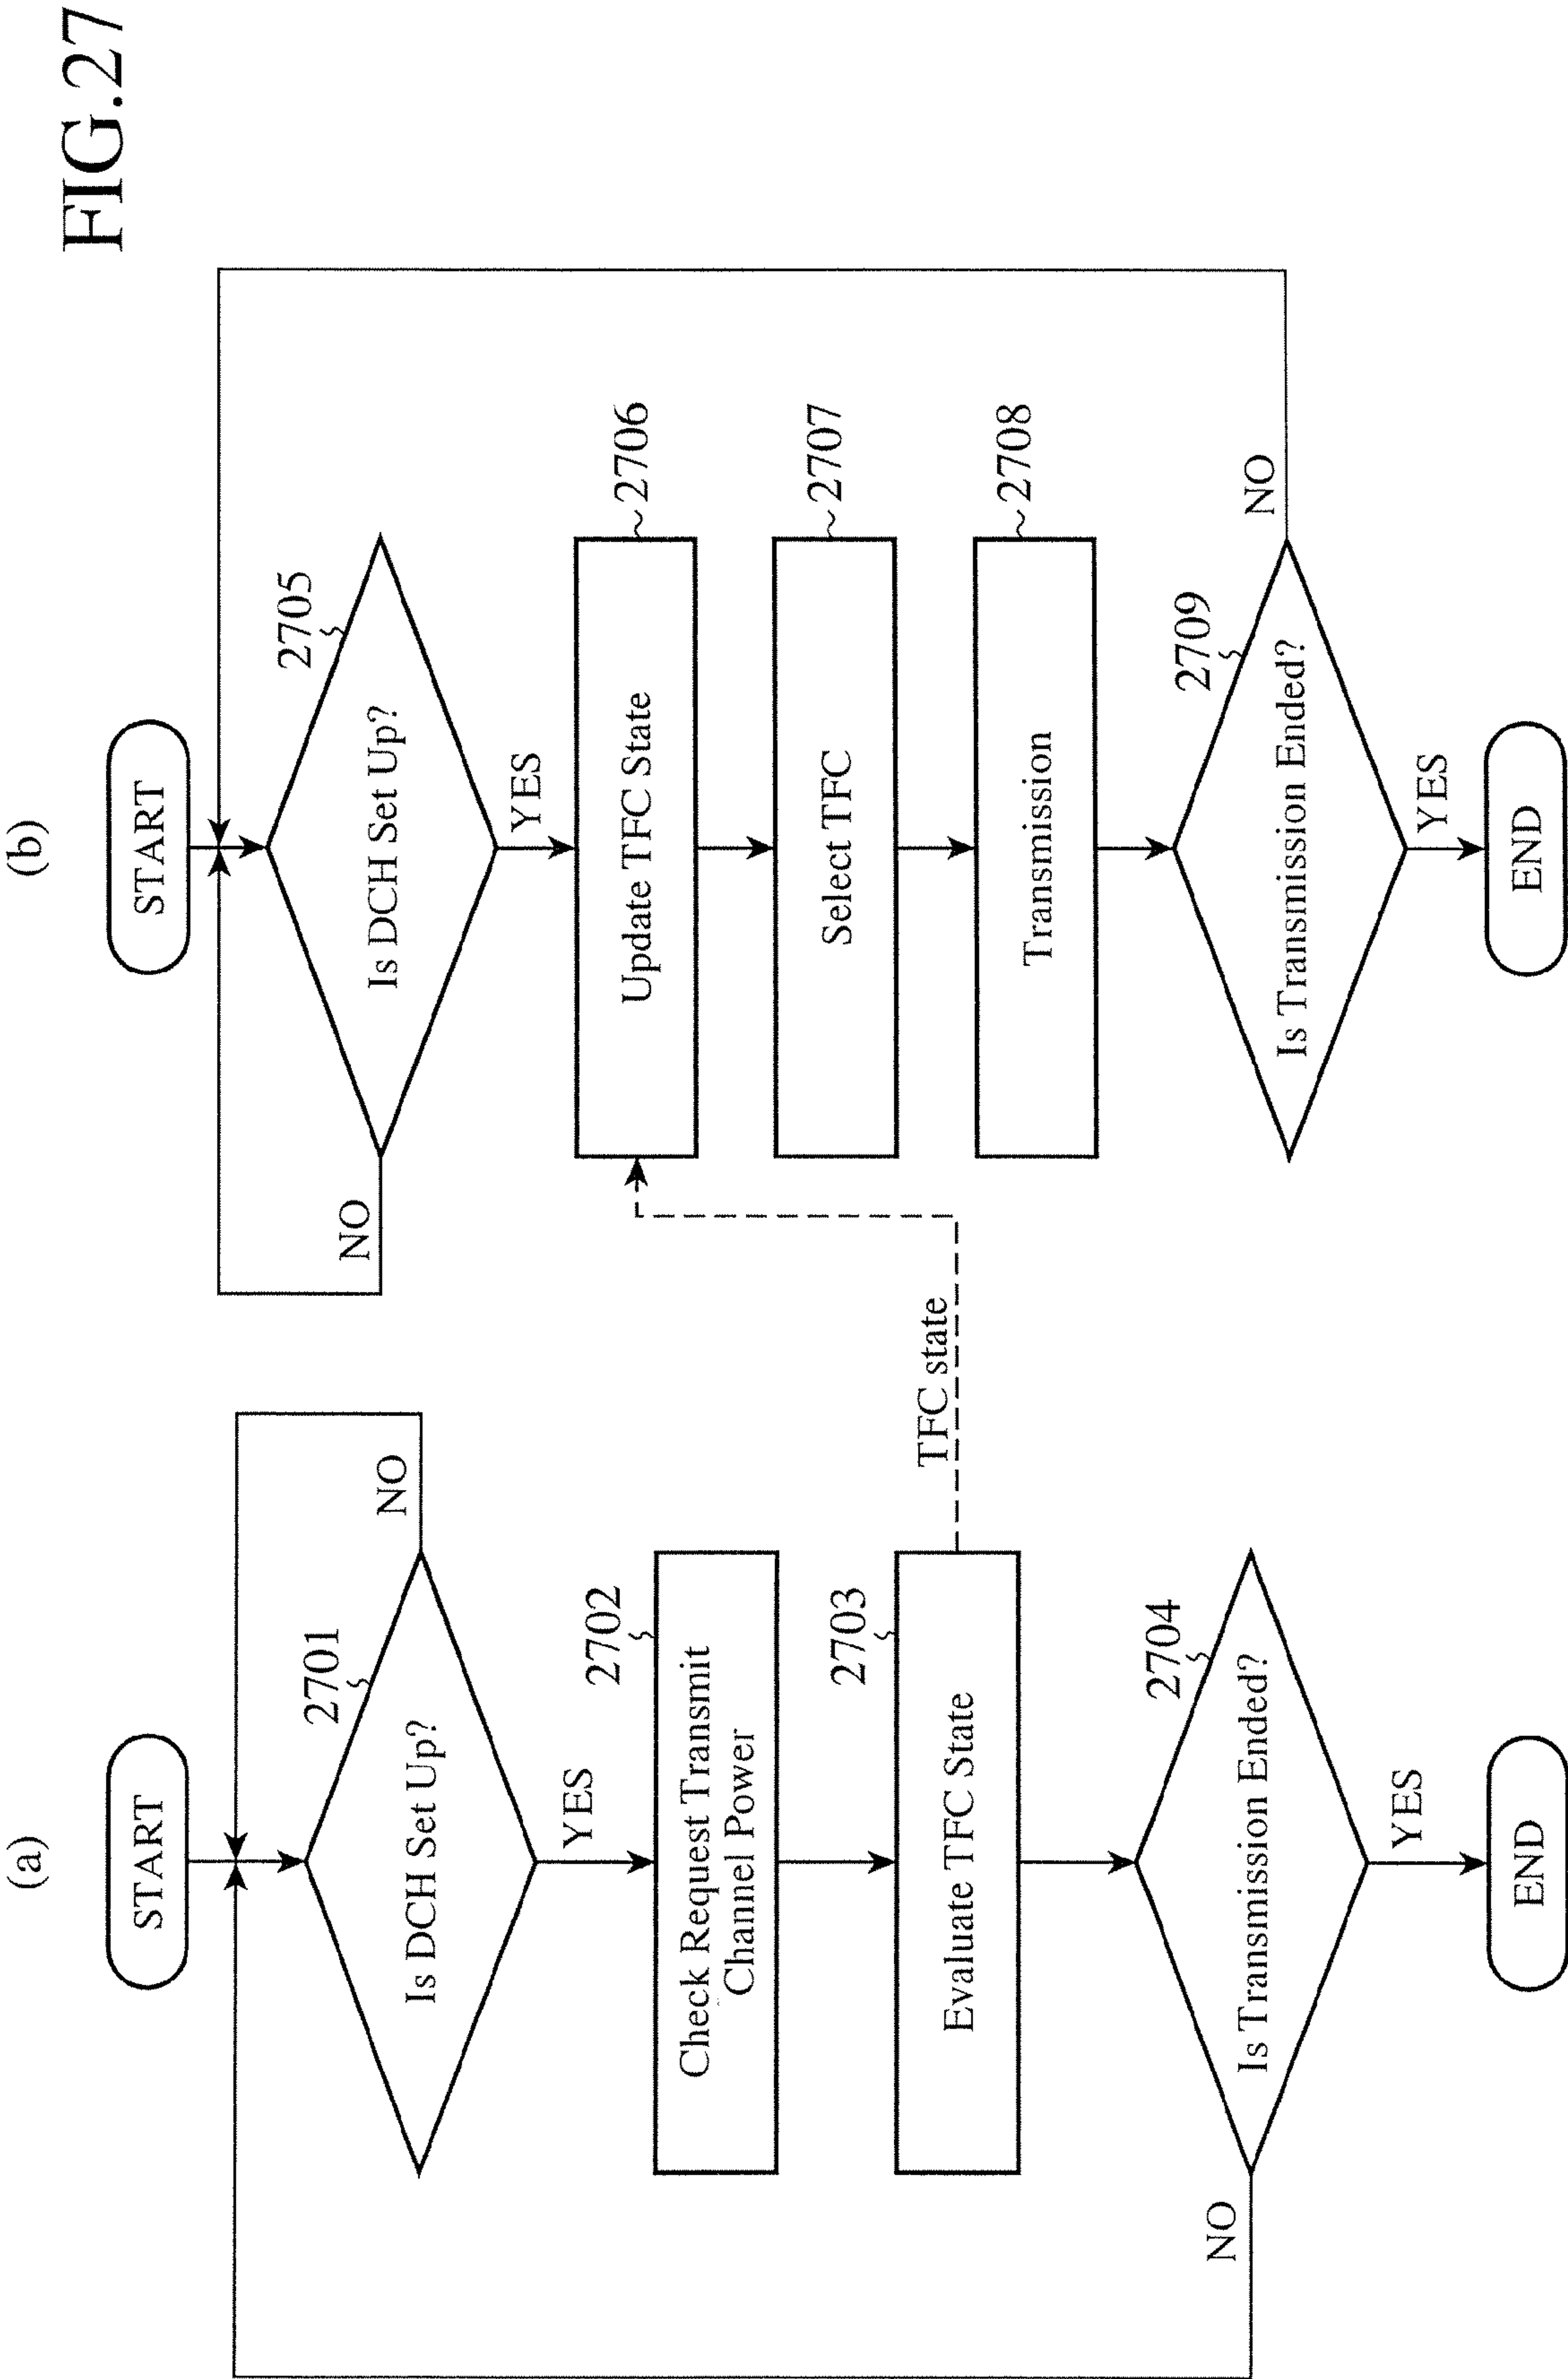 FIG.27
(a)
START
2701
Is DCH Set Up?
NO
YES
2702
Check Request Transmit
Channel Power
2703
Evaluate TFC State
TFC state
2704
Is Transmission Ended?
NO
YES
END
(b)
START
2705
Is DCH Set Up?
NO
YES
Update TFC State
2706
Select TFC
2707
Transmission
2708
2709
Is Transmission Ended?
NO
YES
END